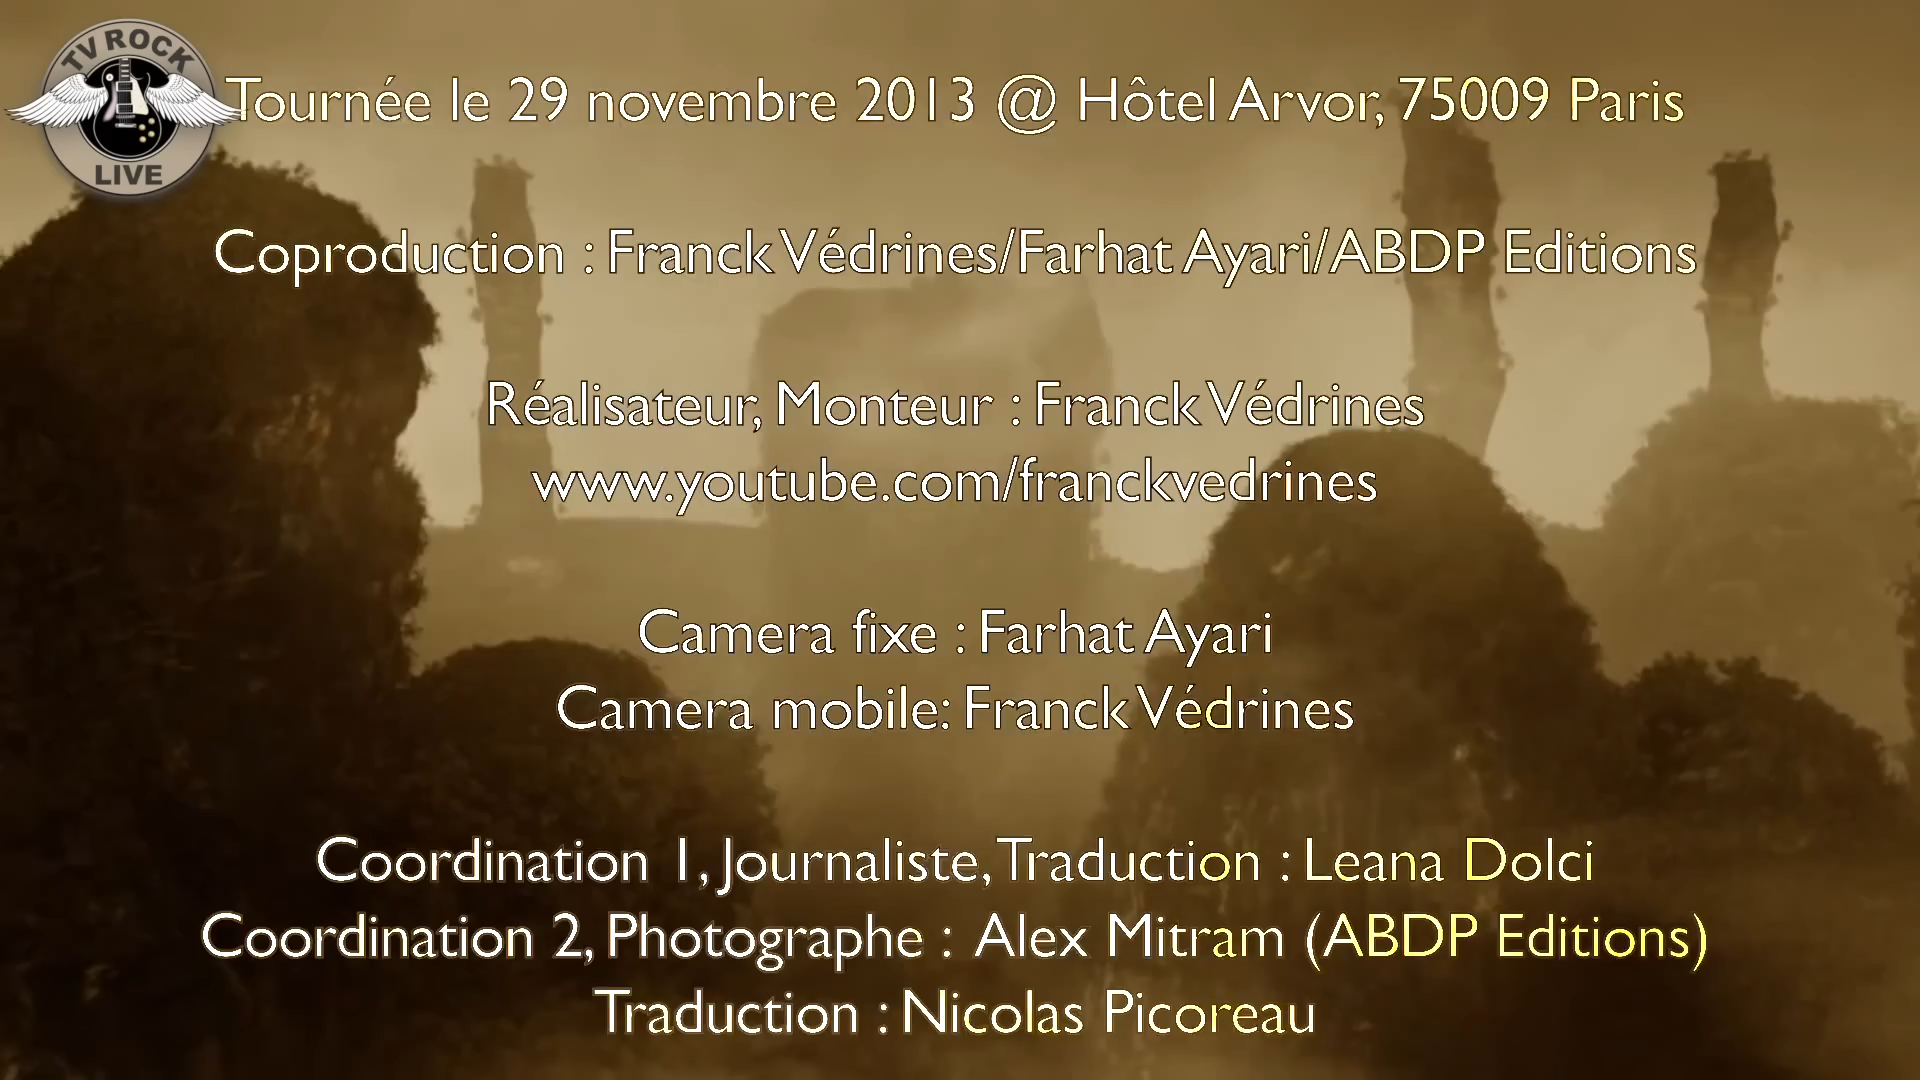 TV ROCK
LIVE
Tournée le 29 novembre 2013 @ Hôtel Arvor, 75009 Paris
Coproduction : Franck Védrines/Farhat Ayari/ABDP Editions
Réalisateur, Monteur : Franck Védrines
www.youtube.com/franckvedrines
Camera fixe : Farhat Ayari
Camera mobile: Franck Védrines
Coordination 1, Journaliste, Traduction : Leana Dolci
Coordination 2, Photographe : Alex Mitram (ABDP Editions)
Traduction : Nicolas Picoreau